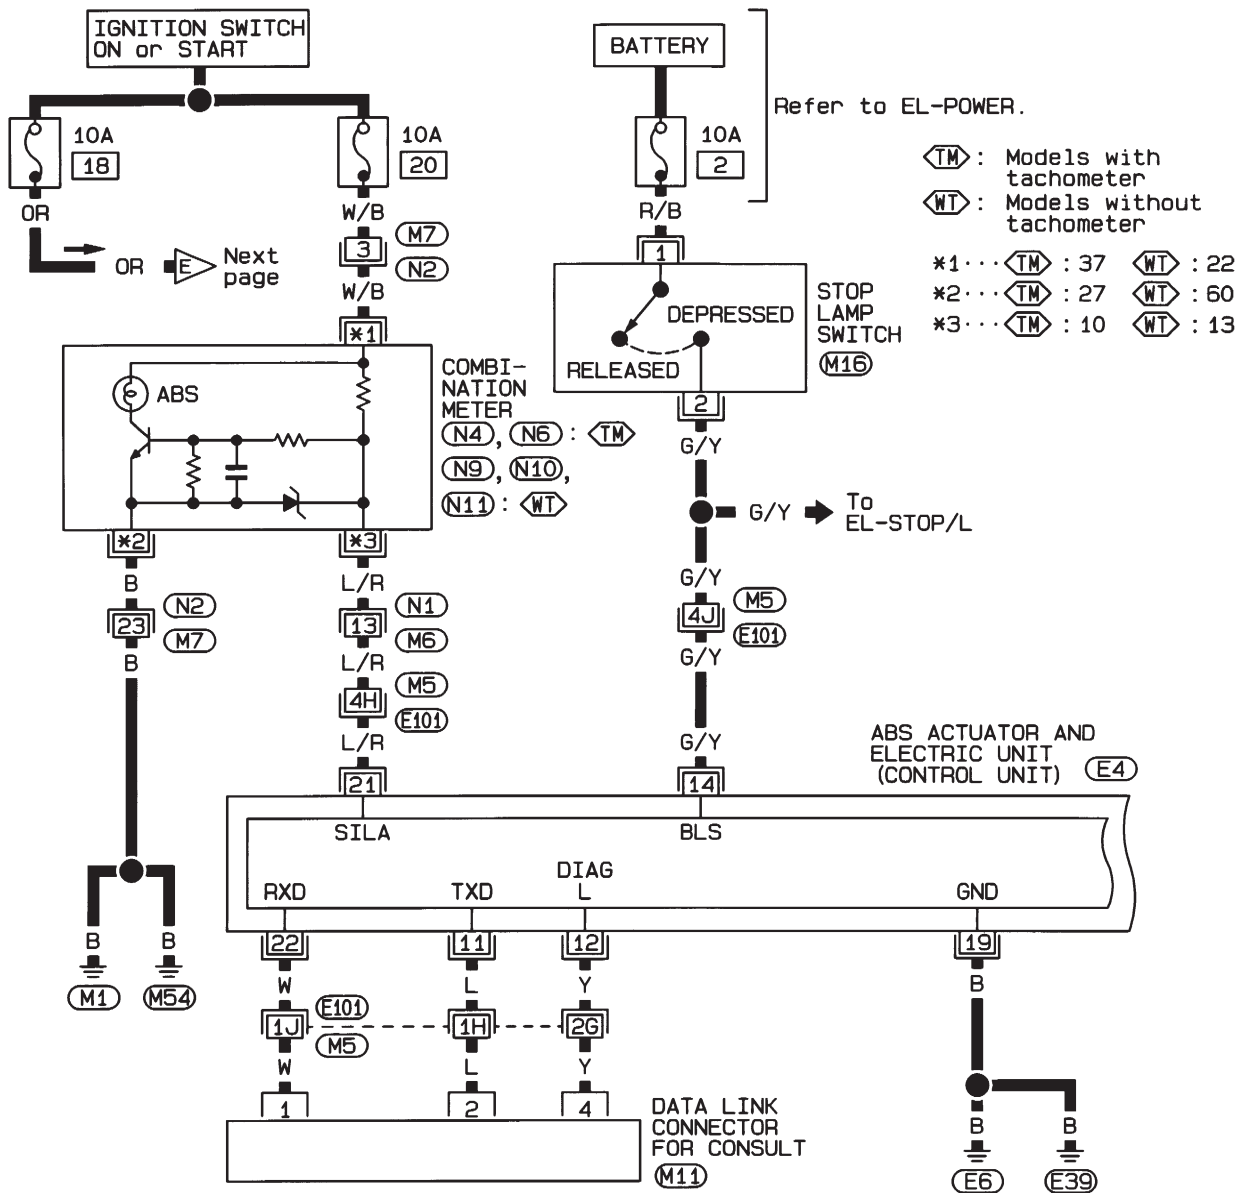 IGNITION SWITCH
ON or START
BATTERY
Refer to EL-POWER.
10A
18
10A
20
10A
2
TM : Models with
tachometer
WT : Models without
tachometer
*1··· TM : 37 WT : 22
*2··· TM : 27 WT : 60
*3··· TM : 10 WT : 13
OR
OR
E
Next
page
W/B
3
M7
N2
W/B
*1
R/B
1
DEPRESSED
RELEASED
STOP
LAMP
SWITCH
M16
2
ABS
COMBI-
NATION
METER
N4, N6 : TM
N9, N10,
N11 : WT
G/Y
G/Y
To
EL-STOP/L
*2
*3
B
L/R
G/Y
23
N2
M7
13
N1
M6
4J
M5
E101
B
L/R
G/Y
4H
M5
E101
L/R
G/Y
ABS ACTUATOR AND
ELECTRIC UNIT
(CONTROL UNIT)
E4
21
14
SILA
BLS
RXD
TXD
DIAG
L
GND
22
11
12
19
B
B
M1
M54
W
L
Y
B
1J
E101
M5
1H
2G
W
L
Y
1
2
4
DATA LINK
CONNECTOR
FOR CONSULT
M11
B
B
E6
E39